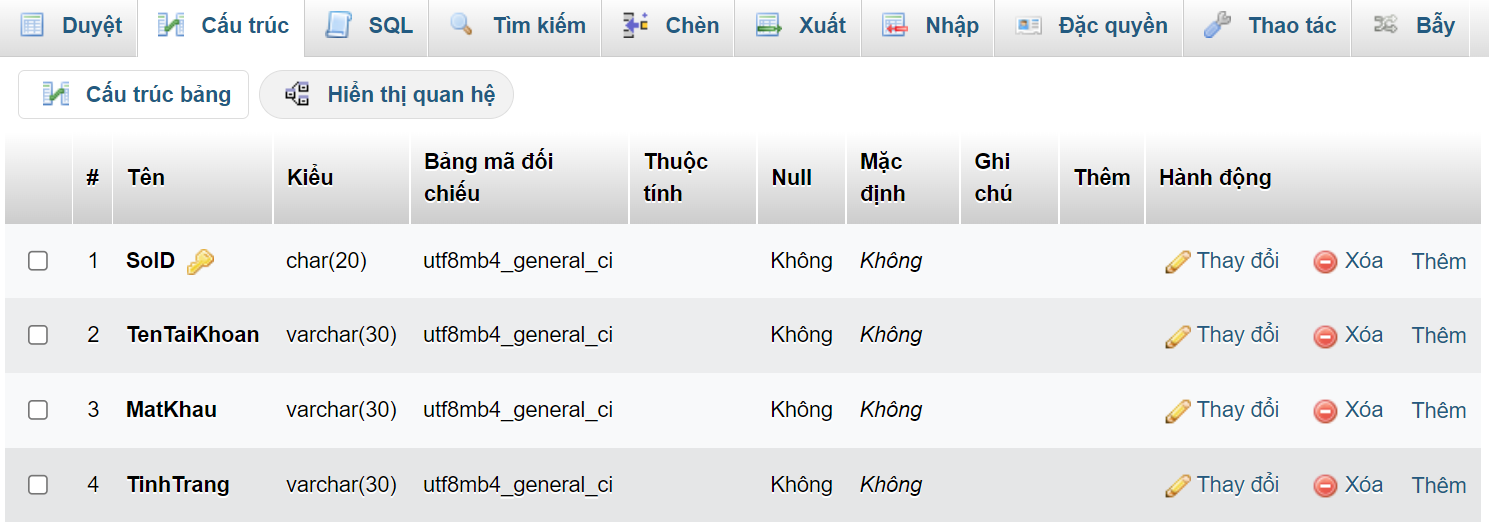 Duyệt Cấu trúc SQL Tìm kiếm Chèn Xuất Nhập Đặc quyền Thao tác Bẫy
Cấu trúc bảng Hiển thị quan hệ
# Tên Kiểu Bảng mã đối chiếu Thuộc tính Null Mặc định Ghi chú Thêm Hành động
1 SoID char(20) utf8mb4_general_ci Không Không Thay đổi Xóa Thêm
2 TenTaiKhoan varchar(30) utf8mb4_general_ci Không Không Thay đổi Xóa Thêm
3 MatKhau varchar(30) utf8mb4_general_ci Không Không Thay đổi Xóa Thêm
4 TinhTrang varchar(30) utf8mb4_general_ci Không Không Thay đổi Xóa Thêm